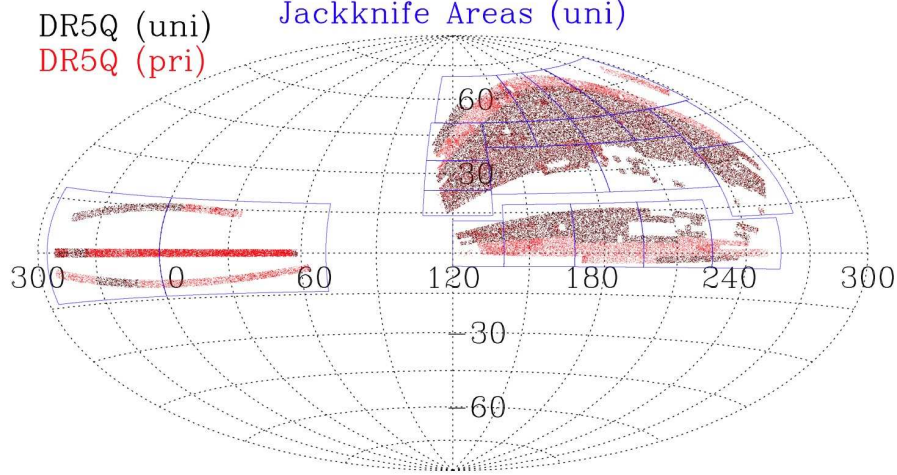 Jackknife Areas (uni)
DR5Q (uni)
DR5Q (pri)
60
30
300 0 60 120 180 240 300
-30
-60